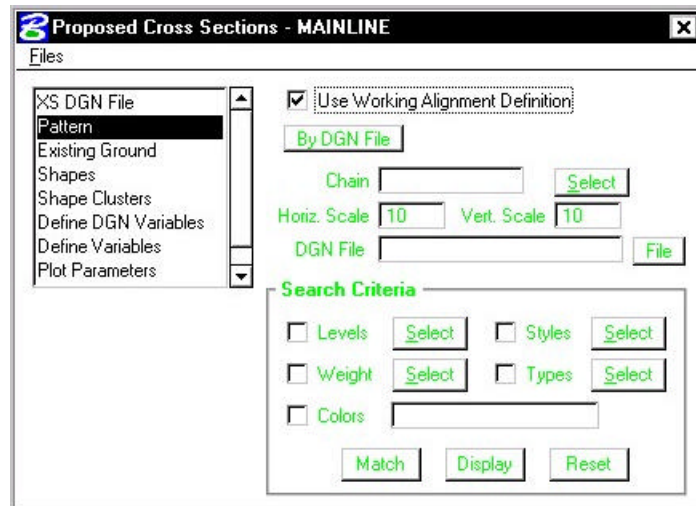 Proposed Cross Sections - MAINLINE
Files
XS DGN File
Pattern
Existing Ground
Shapes
Shape Clusters
Define DGN Variables
Define Variables
Plot Parameters
Use Working Alignment Definition
By DGN File
Chain Select
Horiz. Scale 10 Vert. Scale 10
DGN File File
Search Criteria
Levels Select Styles Select
Weight Select Types Select
Colors
Match Display Reset